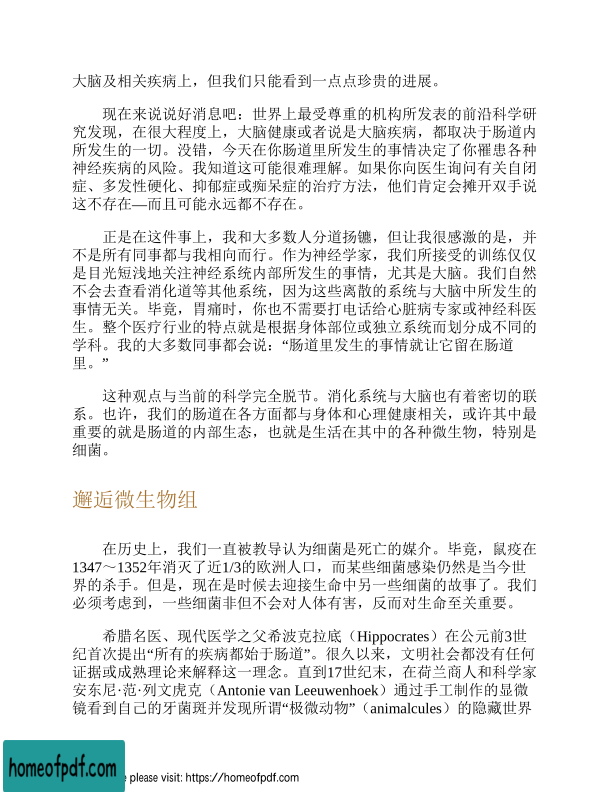 大脑及相关疾病上，但我们只能看到一点点珍贵的进展。
现在来说说好消息吧：世界上最受尊重的机构所发表的前沿科学研
究发现，在很大程度上，大脑健康或者说是大脑疾病，都取决于肠道内
所发生的一切。没错，今天在你肠道里所发生的事情决定了你罹患各种
神经疾病的风险。我知道这可能很难理解。如果你向医生询问有关自闭
症、多发性硬化、抑郁症或痴呆症的治疗方法，他们肯定会摊开双手说
这不存在—而且可能永远都不存在。
正是在这件事上，我和大多数人分道扬镳，但让我很感激的是，并
不是所有同事都与我相向而行。作为神经学家，我们所接受的训练仅仅
是目光短浅地关注神经系统内部所发生的事情，尤其是大脑。我们自然
不会去查看消化道等其他系统，因为这些离散的系统与大脑中所发生的
事情无关。毕竟，胃痛时，你也不需要打电话给心脏病专家或神经科医
生。整个医疗行业的特点就是根据身体部位或独立系统而划分成不同的
学科。我的大多数同事都会说：“肠道里发生的事情就让它留在肠道
里。”
这种观点与当前的科学完全脱节。消化系统与大脑也有着密切的联
系。也许，我们的肠道在各方面都与身体和心理健康相关，或许其中最
重要的就是肠道的内部生态，也就是生活在其中的各种微生物，特别是
细菌。
邂逅微生物组
在历史上，我们一直被教导认为细菌是死亡的媒介。毕竟，鼠疫在
1347～1352年消灭了近1/3的欧洲人口，而某些细菌感染仍然是当今世
界的杀手。但是，现在是时候去迎接生命中另一些细菌的故事了。我们
必须考虑到，一些细菌非但不会对人体有害，反而对生命至关重要。
希腊名医、现代医学之父希波克拉底（Hippocrates）在公元前3世
纪首次提出“所有的疾病都始于肠道”。很久以来，文明社会都没有任何
证据或成熟理论来解释这一理念。直到17世纪末，在荷兰商人和科学家
安东尼·范·列文虎克（Antonie van Leeuwenhoek）通过手工制作的显微
镜看到自己的牙菌斑并发现所谓“极微动物”（animalcules）的隐藏世界
homeofpdf.com
e please visit: https://homeofpdf.com